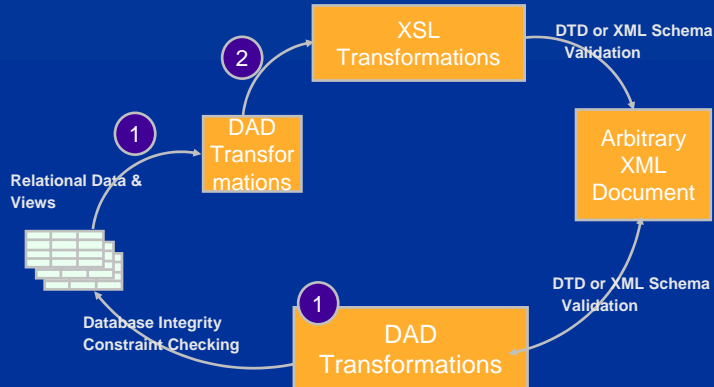 XSL
Transformations
DTD or XML Schema
Validation
2
DAD
Transfor
mations
1
Arbitrary
XML
Document
Relational Data &
Views
DTD or XML Schema
Validation
1
DAD
Transformations
Database Integrity
Constraint Checking